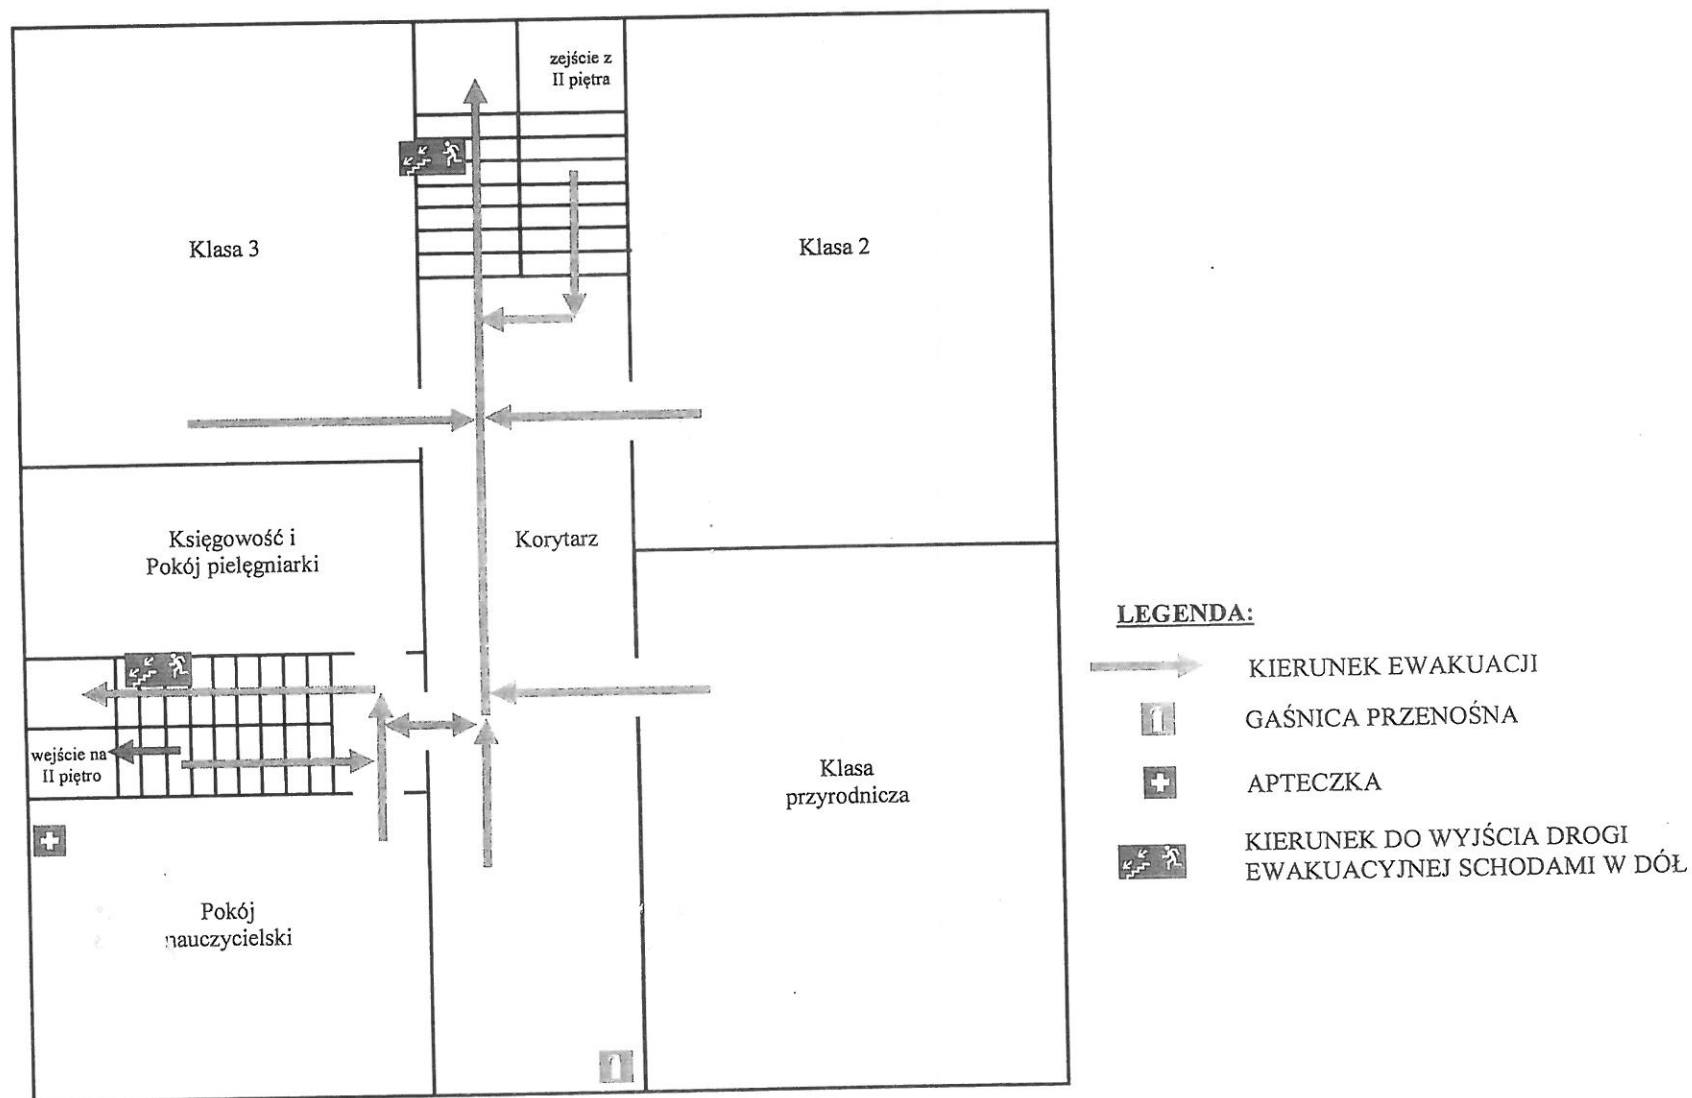 zejście z
II piętra
Klasa 3
Klasa 2
Księgowość i
Pokój pielęgniarki
Korytarz
wejście na
II piętro
Klasa
przyrodnicza
Pokój
nauczycielski
LEGENDA:
KIERUNEK EWAKUACJI
GAŚNICA PRZENOŚNA
APTECZKA
KIERUNEK DO WYJŚCIA DROGI
EWAKUACYJNEJ SCHODAMI W DÓŁ